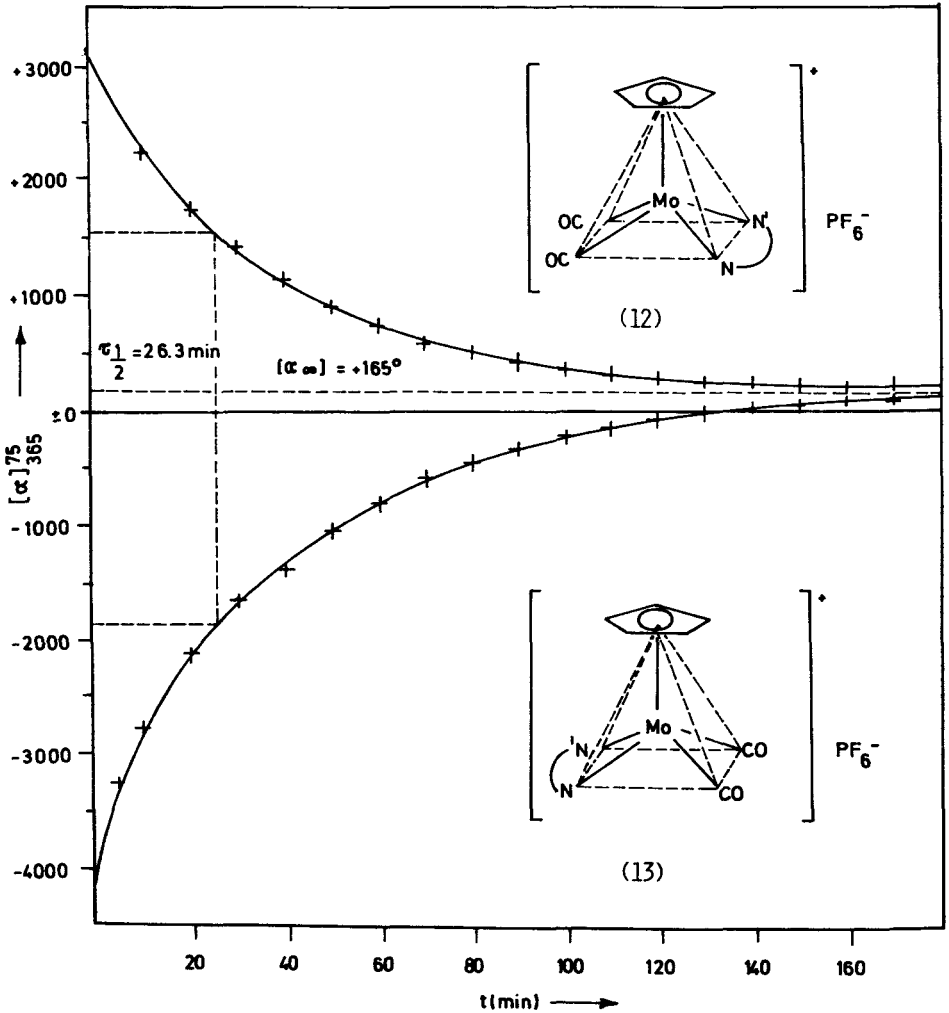 +3000
+2000
+1000
±0
-1000
-2000
-3000
-4000
[α]⁷⁵₃₆₅
τ½ = 26.3 min
[α∞] = +165°
+
Mo
OC
OC
N'
N
PF₆⁻
(12)
+
Mo
'N
N
CO
CO
PF₆⁻
(13)
20 40 60 80 100 120 140 160
t(min)